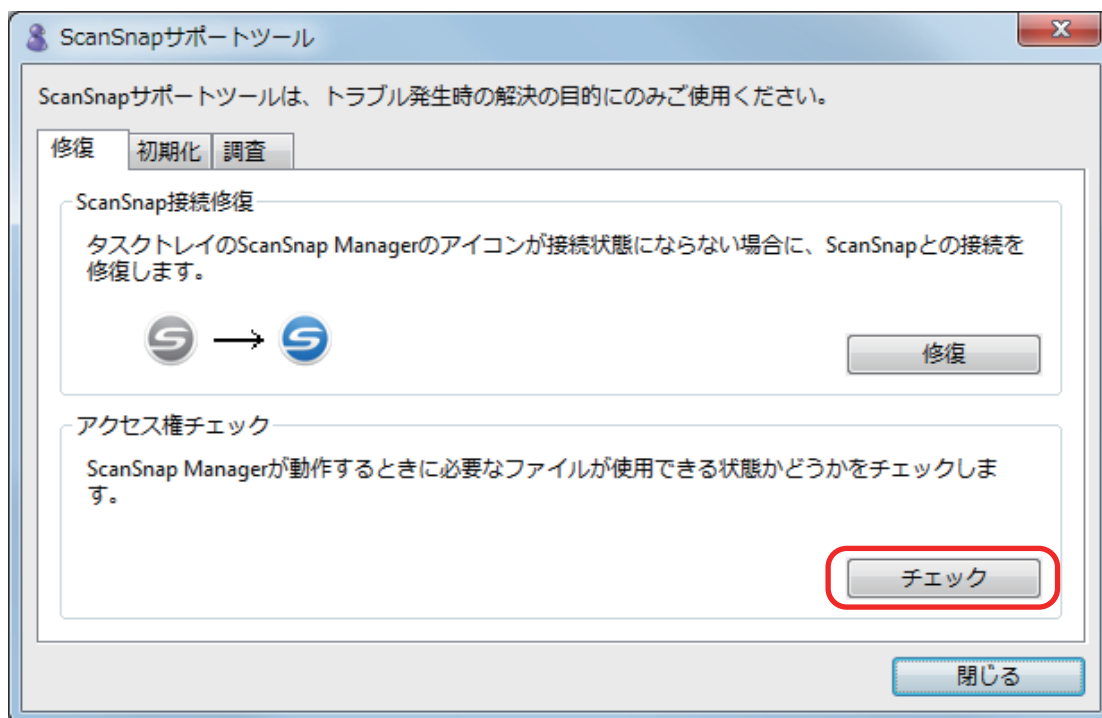 ScanSnapサポートツール
ScanSnapサポートツールは、トラブル発生時の解決の目的にのみご使用ください。
修復 初期化 調査
ScanSnap接続修復
タスクトレイのScanSnap Managerのアイコンが接続状態にならない場合に、ScanSnapとの接続を
修復します。
修復
アクセス権チェック
ScanSnap Managerが動作するときに必要なファイルが使用できる状態かどうかをチェックしま
す。
チェック
閉じる